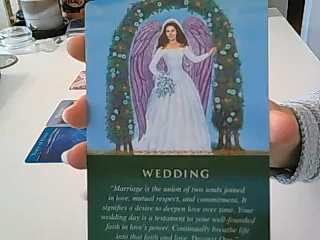 WEDDING
"Marriage is the union of two souls joined
in love, mutual respect, and commitment. It
signifies a desire to deepen love over time. Your
wedding day is a testament to your well-founded
faith in love's power. Continually breathe life
into that faith and love. Dearest One,